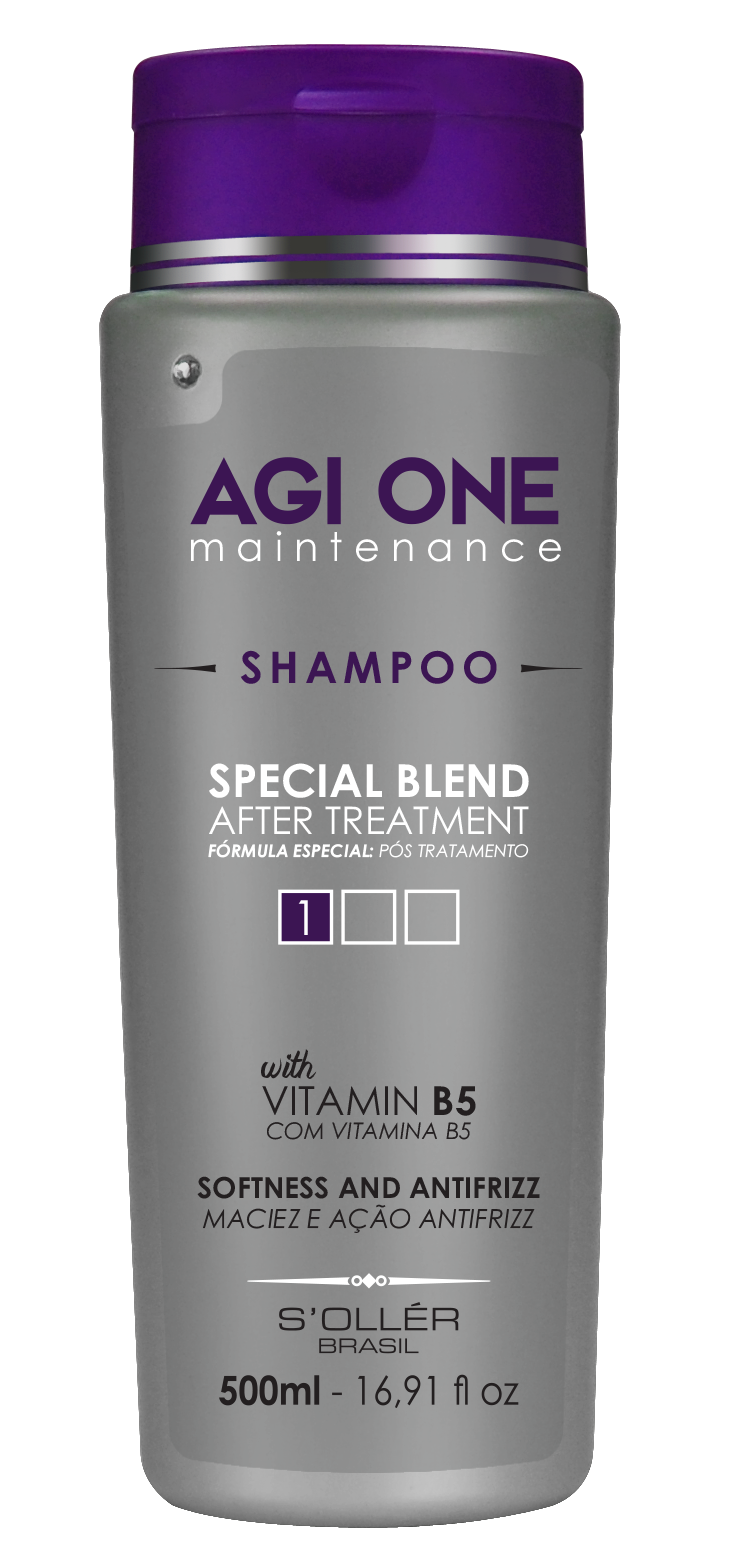 AGI ONE
maintenance
SHAMPOO
SPECIAL BLEND
AFTER TREATMENT
FÓRMULA ESPECIAL: PÓS TRATAMENTO
1
with
VITAMIN B5
COM VITAMINA B5
SOFTNESS AND ANTIFRIZZ
MACIEZ E AÇÃO ANTIFRIZZ
S'OLLÉR
BRASIL
500ml - 16,91 fl oz